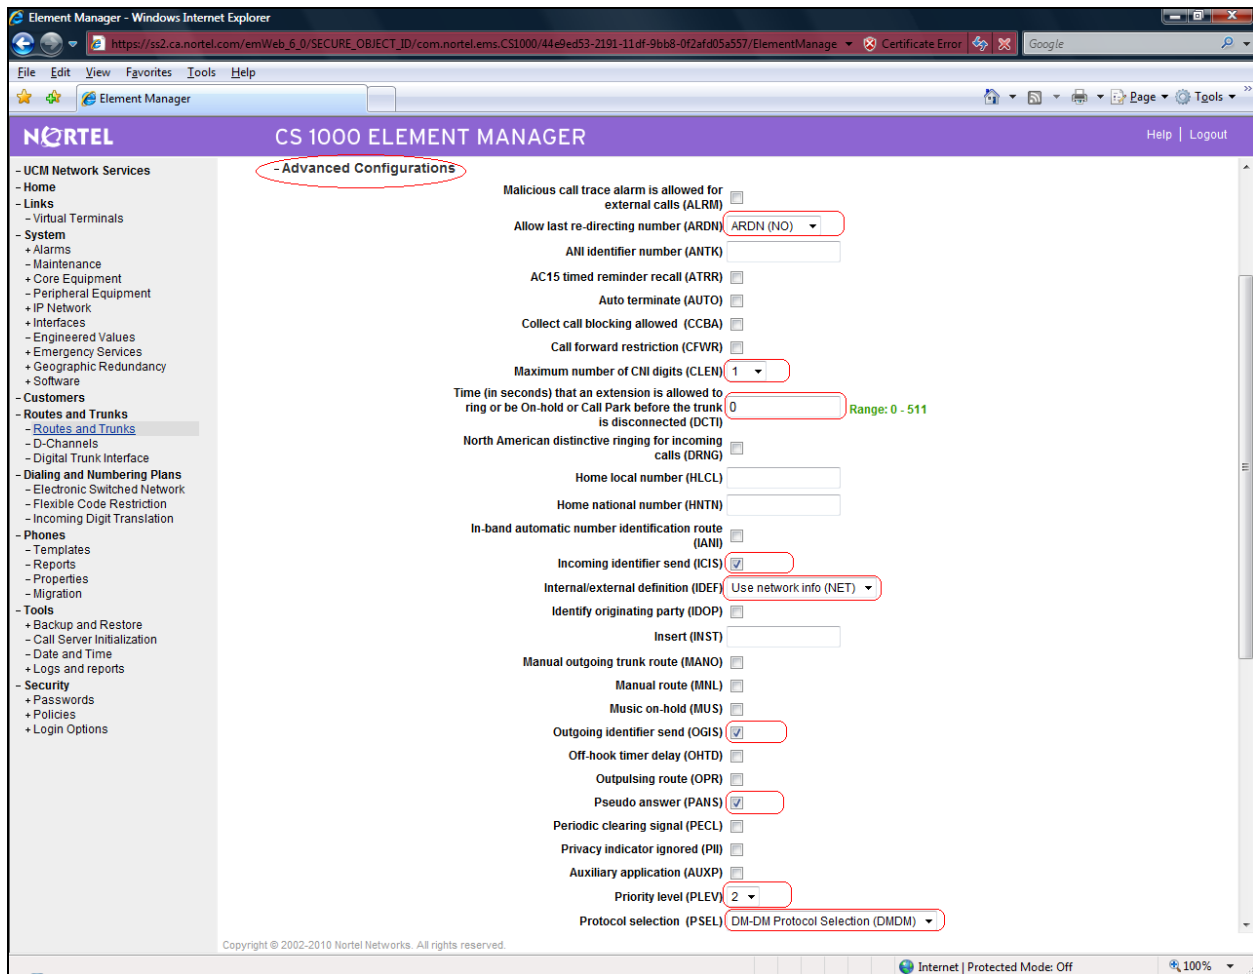 Element Manager - Windows Internet Explorer
https://ss2.ca.nortel.com/emWeb_6_0/SECURE_OBJECT_ID/com.nortel.ems.CS1000/44e9ed53-2191-11df-9bb8-0f2afd05a557/ElementManage
Certificate Error
Google
File Edit View Favorites Tools Help
Element Manager
Page Tools
NORTEL
CS 1000 ELEMENT MANAGER
Help | Logout
- UCM Network Services
- Home
- Links
- Virtual Terminals
- System
+ Alarms
- Maintenance
+ Core Equipment
- Peripheral Equipment
+ IP Network
+ Interfaces
- Engineered Values
+ Emergency Services
+ Geographic Redundancy
+ Software
- Customers
- Routes and Trunks
- Routes and Trunks
- D-Channels
- Digital Trunk Interface
- Dialing and Numbering Plans
- Electronic Switched Network
- Flexible Code Restriction
- Incoming Digit Translation
- Phones
- Templates
- Reports
- Properties
- Migration
- Tools
+ Backup and Restore
- Call Server Initialization
- Date and Time
+ Logs and reports
- Security
+ Passwords
+ Policies
+ Login Options
- Advanced Configurations
Malicious call trace alarm is allowed for
external calls (ALRM)
Allow last re-directing number (ARDN) ARDN (NO)
ANI identifier number (ANTK)
AC15 timed reminder recall (ATRR)
Auto terminate (AUTO)
Collect call blocking allowed (CCBA)
Call forward restriction (CFWR)
Maximum number of CNI digits (CLEN) 1
Time (in seconds) that an extension is allowed to
ring or be On-hold or Call Park before the trunk 0 Range: 0 - 511
is disconnected (DCTI)
North American distinctive ringing for incoming
calls (DRNG)
Home local number (HLCL)
Home national number (HNTN)
In-band automatic number identification route
(IANI)
Incoming identifier send (ICIS)
Internal/external definition (IDEF) Use network info (NET)
Identify originating party (IDOP)
Insert (INST)
Manual outgoing trunk route (MANO)
Manual route (MNL)
Music on-hold (MUS)
Outgoing identifier send (OGIS)
Off-hook timer delay (OHTD)
Outpulsing route (OPR)
Pseudo answer (PANS)
Periodic clearing signal (PECL)
Privacy indicator ignored (PII)
Auxiliary application (AUXP)
Priority level (PLEV) 2
Protocol selection (PSEL) DM-DM Protocol Selection (DMDM)
Copyright © 2002-2010 Nortel Networks. All rights reserved.
Internet | Protected Mode: Off
100%